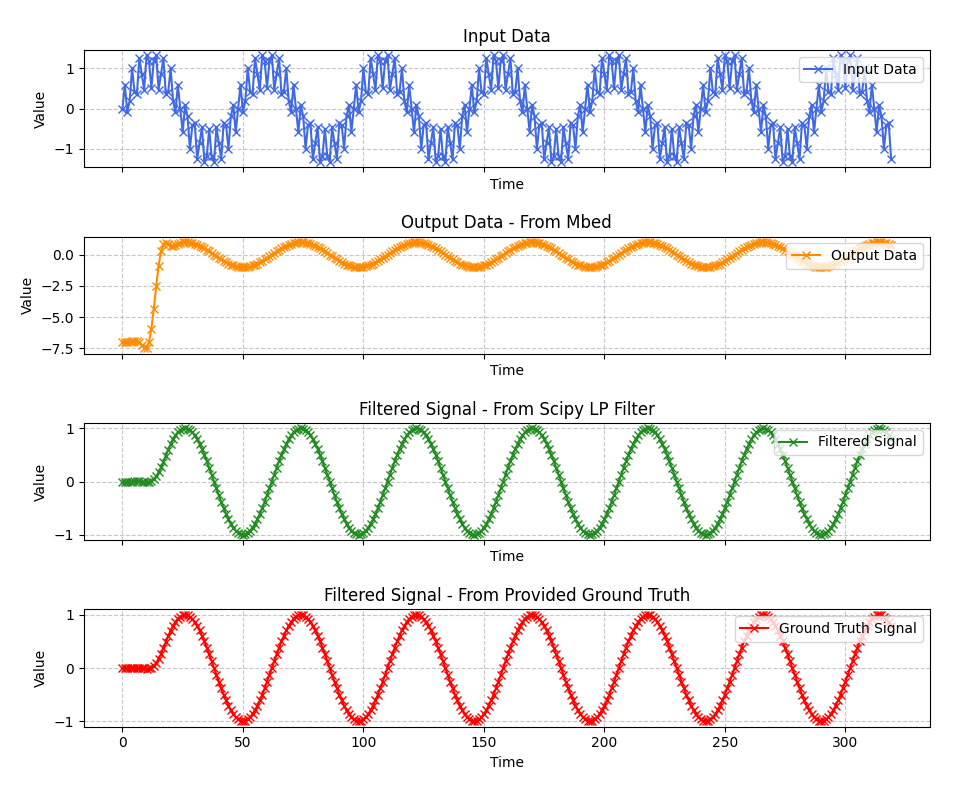 Input Data
1
0
−1
Value
Input Data
Time
Output Data - From Mbed
0.0
−2.5
−5.0
−7.5
Value
Output Data
Time
Filtered Signal - From Scipy LP Filter
1
0
−1
Value
Filtered Signal
Time
Filtered Signal - From Provided Ground Truth
1
0
−1
Value
Ground Truth Signal
0 50 100 150 200 250 300
Time